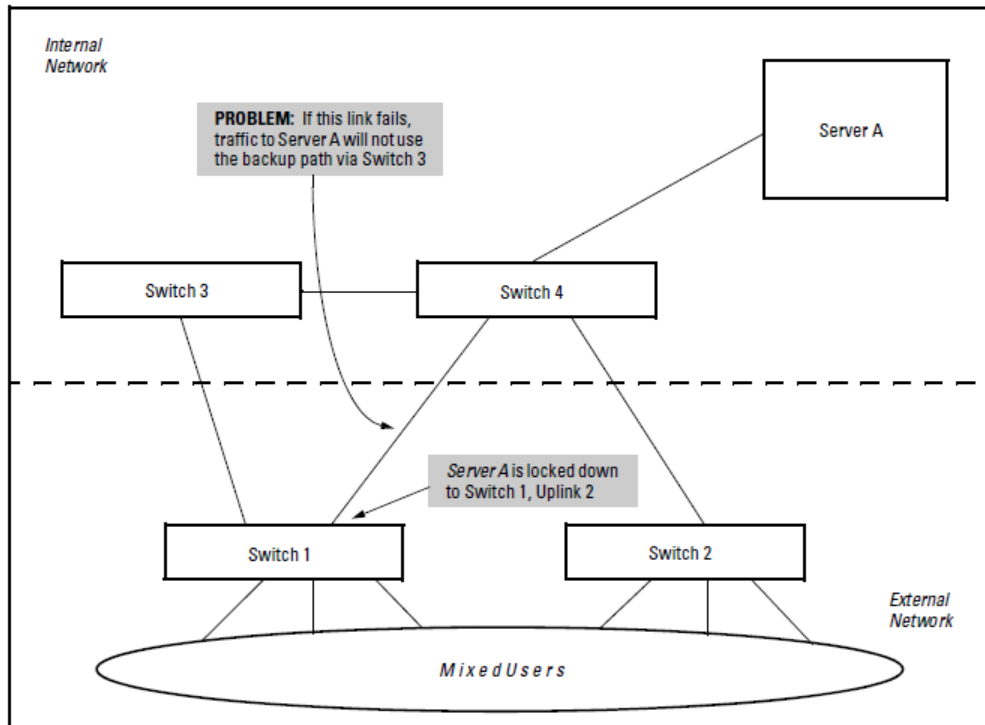 Internal
Network
PROBLEM: If this link fails,
traffic to Server A will not use
the backup path via Switch 3
Server A
Switch 3
Switch 4
Server A is locked down
to Switch 1, Uplink 2
Switch 1
Switch 2
External
Network
Mixed Users